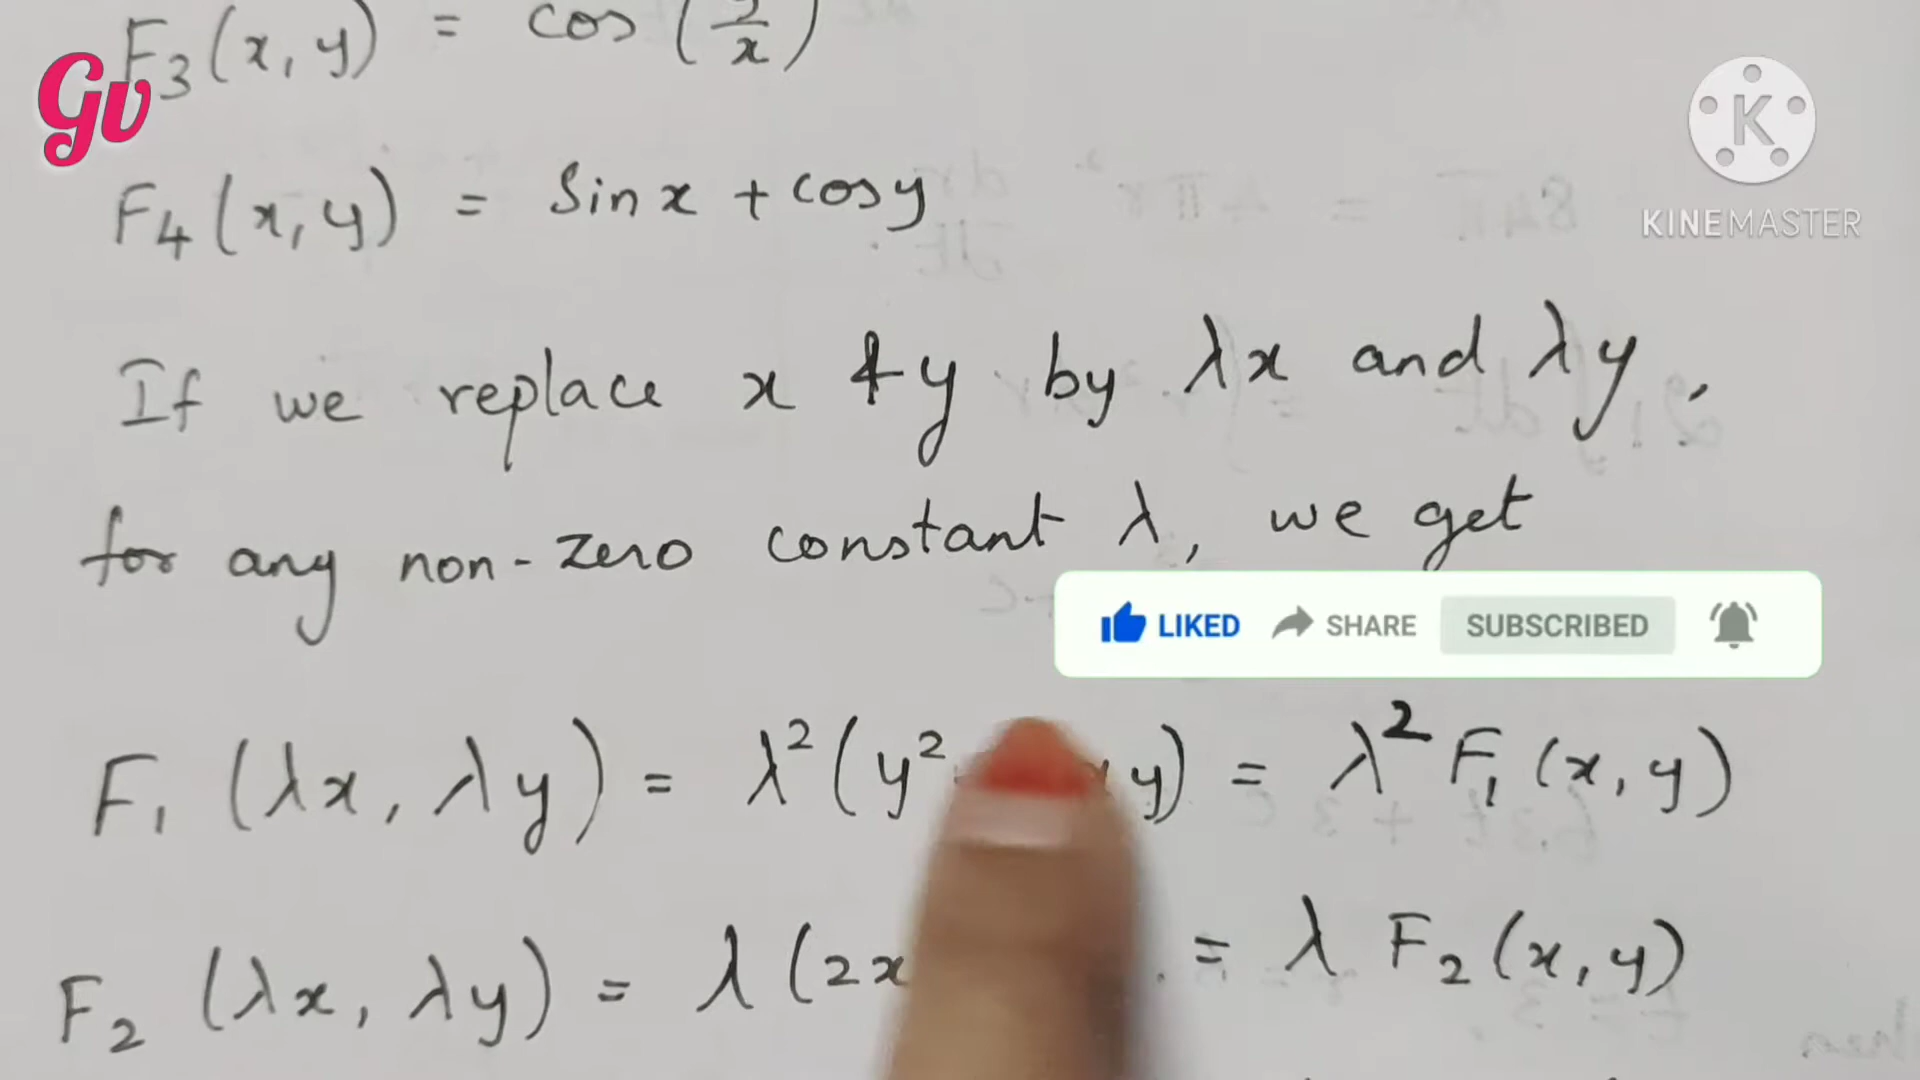 F₃(x, y) = cos(y/x)
Gv
K
KINEMASTER
F₄(x, y) = Sin x + cosy
If we replace x & y by λx and λy,
for any non-zero constant λ, we get
LIKED SHARE SUBSCRIBED
F₁ (λx, λy) = λ²(y² y) = λ² F₁(x, y)
F₂ (λx, λy) = λ (2x = λ F₂(x, y)